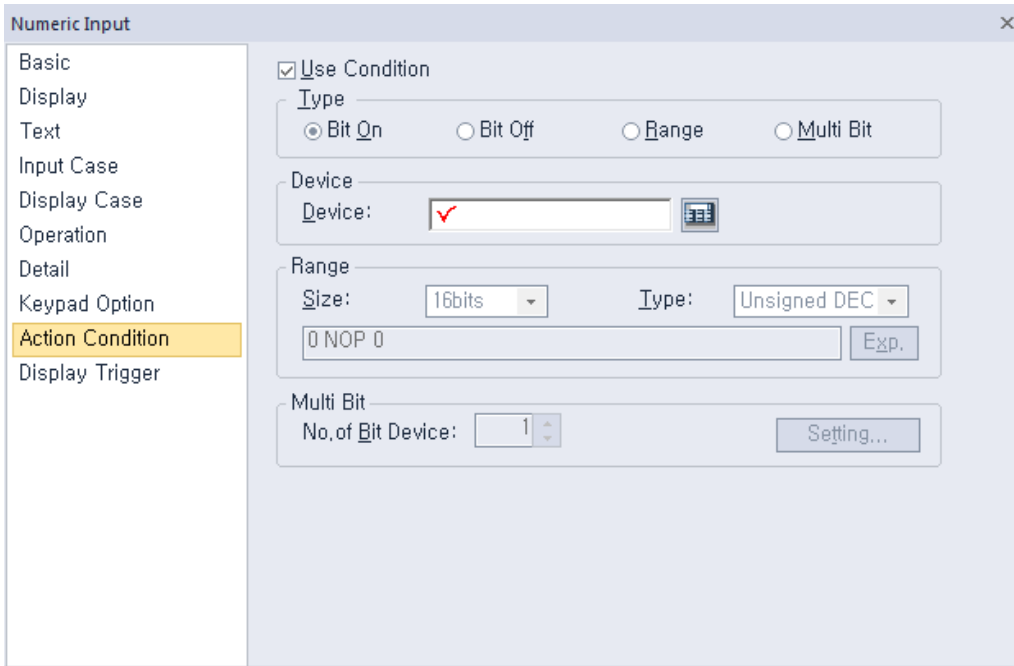 Numeric Input
Basic
Display
Text
Input Case
Display Case
Operation
Detail
Keypad Option
Action Condition
Display Trigger
Use Condition
Type
Bit On Bit Off Range Multi Bit
Device
Device:
Range
Size: 16bits Type: Unsigned DEC
0 NOP 0 Exp.
Multi Bit
No.of Bit Device: 1 Setting...